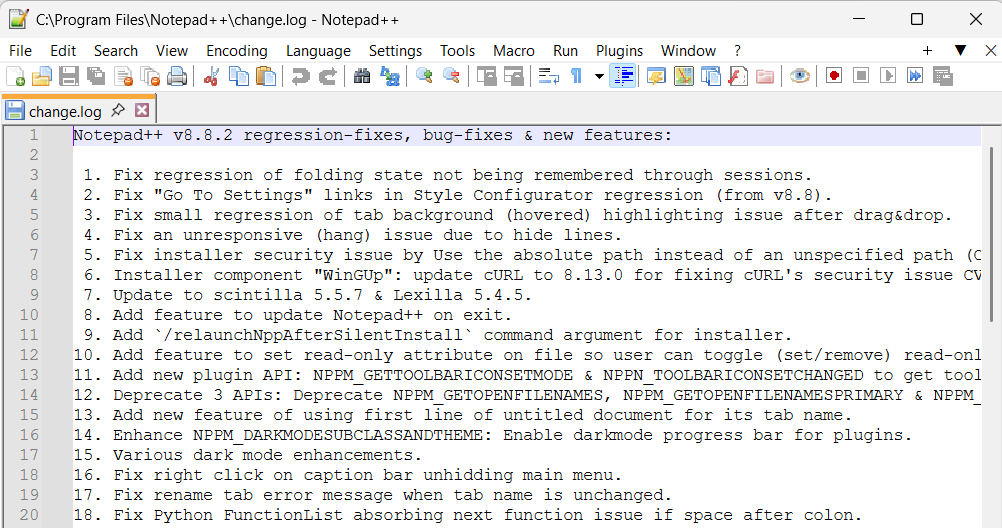 C:\Program Files\Notepad++\change.log - Notepad++
File Edit Search View Encoding Language Settings Tools Macro Run Plugins Window ?
change.log
1 Notepad++ v8.8.2 regression-fixes, bug-fixes & new features:
2
3 1. Fix regression of folding state not being remembered through sessions.
4 2. Fix "Go To Settings" links in Style Configurator regression (from v8.8).
5 3. Fix small regression of tab background (hovered) highlighting issue after drag&drop.
6 4. Fix an unresponsive (hang) issue due to hide lines.
7 5. Fix installer security issue by Use the absolute path instead of an unspecified path (C
8 6. Installer component "WinGUp": update cURL to 8.13.0 for fixing cURL's security issue CV
9 7. Update to scintilla 5.5.7 & Lexilla 5.4.5.
10 8. Add feature to update Notepad++ on exit.
11 9. Add `/relaunchNppAfterSilentInstall` command argument for installer.
12 10. Add feature to set read-only attribute on file so user can toggle (set/remove) read-onl
13 11. Add new plugin API: NPPM_GETTOOLBARICONSETMODE & NPPN_TOOLBARICONSETCHANGED to get tool
14 12. Deprecate 3 APIs: Deprecate NPPM_GETOPENFILENAMES, NPPM_GETOPENFILENAMESPRIMARY & NPPM_
15 13. Add new feature of using first line of untitled document for its tab name.
16 14. Enhance NPPM_DARKMODESUBCLASSANDTHEME: Enable darkmode progress bar for plugins.
17 15. Various dark mode enhancements.
18 16. Fix right click on caption bar unhidding main menu.
19 17. Fix rename tab error message when tab name is unchanged.
20 18. Fix Python FunctionList absorbing next function issue if space after colon.